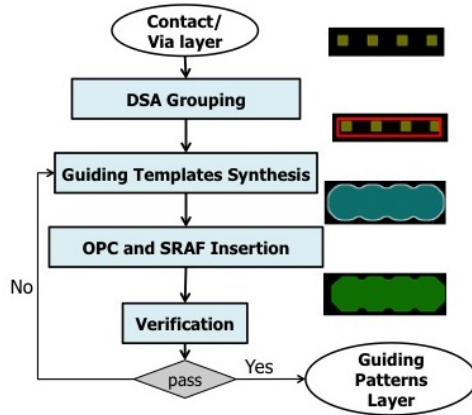 Contact/
Via layer
DSA Grouping
Guiding Templates Synthesis
OPC and SRAF Insertion
No
Verification
pass
Yes
Guiding
Patterns
Layer